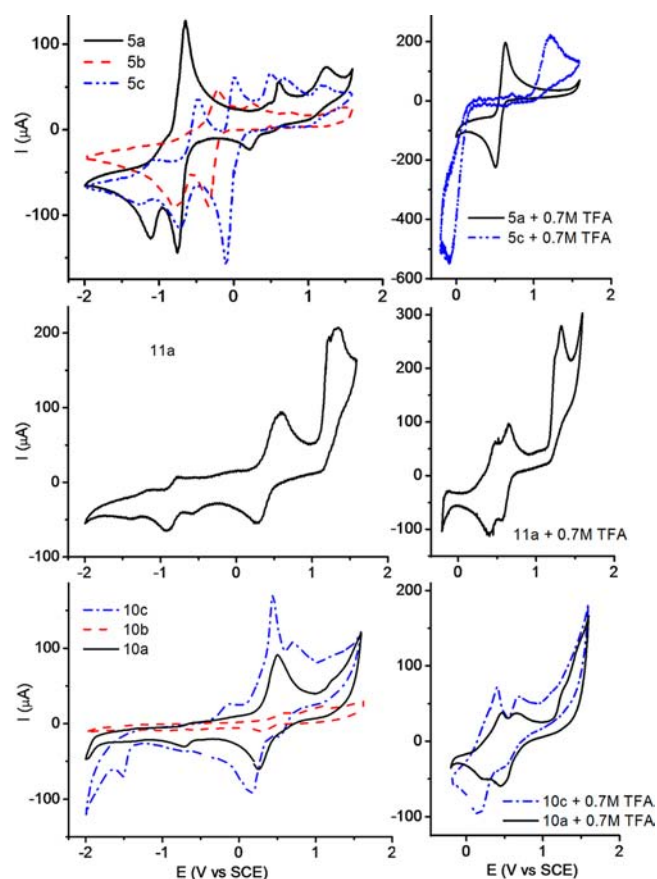 100
0
-100
I (μA)
5a
5b
5c
-2
-1
0
1
2
200
0
-200
-400
-600
5a + 0.7M TFA
5c + 0.7M TFA
0
1
2
200
100
0
-100
I (μA)
11a
-2
-1
0
1
2
300
200
100
0
-100
11a + 0.7M TFA
0
1
2
100
0
-100
I (μA)
10c
10b
10a
-2
-1
0
1
2
E (V vs SCE)
200
100
0
-100
10c + 0.7M TFA
10a + 0.7M TFA
0
1
2
E (V vs SCE)